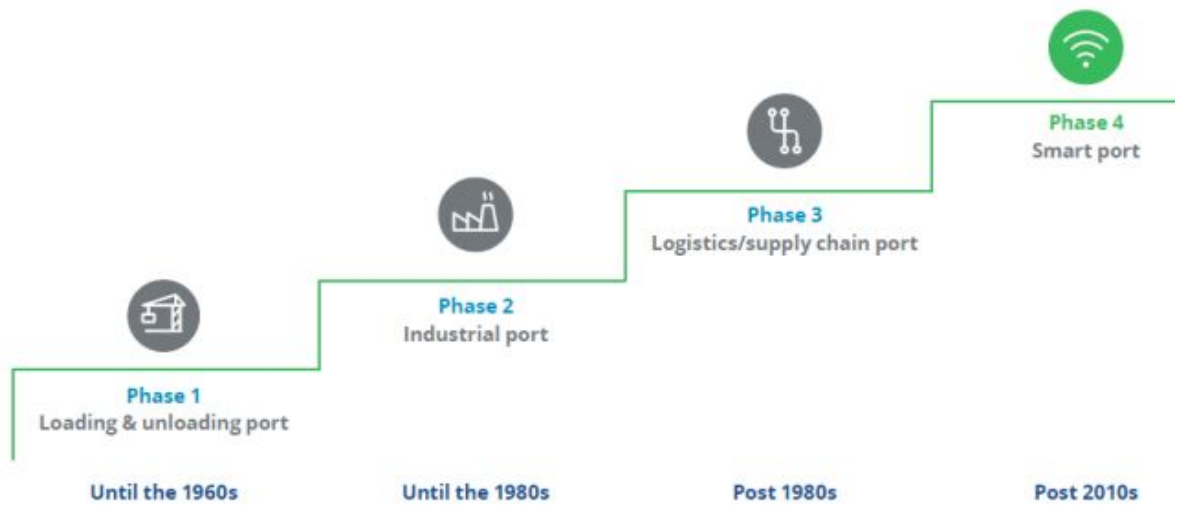 Phase 4
Smart port
Phase 3
Logistics/supply chain port
Phase 2
Industrial port
Phase 1
Loading & unloading port
Until the 1960s
Until the 1980s
Post 1980s
Post 2010s